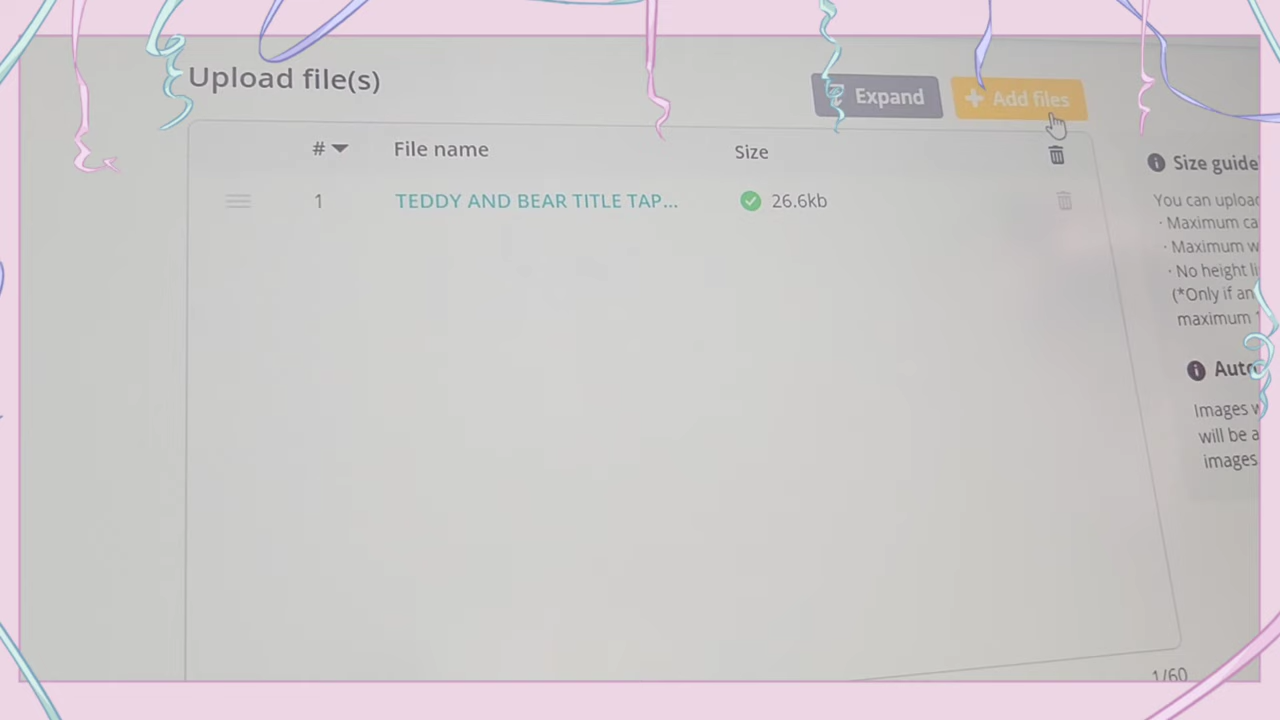 Upload file(s)
Expand
+ Add files
# File name Size
1 TEDDY AND BEAR TITLE TAP... 26.6kb
Size guide
You can upload
· Maximum ca
· Maximum w
· No height li
(*Only if an
maximum 1
Auto
Images w
will be a
images
1/60